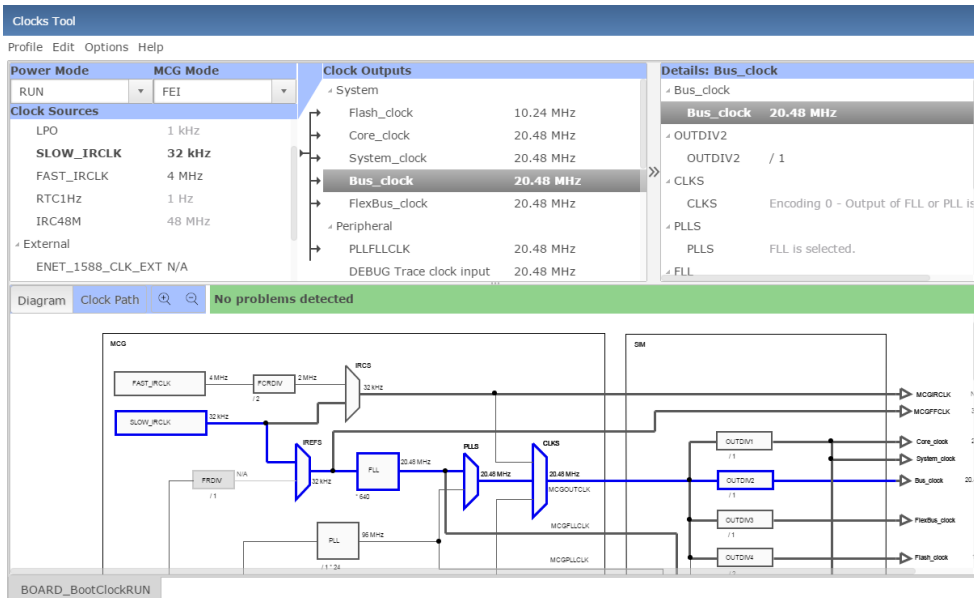 Clocks Tool
Profile Edit Options Help
Power Mode MCG Mode Clock Outputs Details: Bus_clock
RUN FEI System Bus_clock
Clock Sources Flash_clock 10.24 MHz Bus_clock 20.48 MHz
LPO 1 kHz Core_clock 20.48 MHz OUTDIV2
SLOW_IRCLK 32 kHz System_clock 20.48 MHz OUTDIV2 / 1
FAST_IRCLK 4 MHz Bus_clock 20.48 MHz CLKS
RTC1Hz 1 Hz FlexBus_clock 20.48 MHz CLKS Encoding 0 - Output of FLL or PLL is
IRC48M 48 MHz Peripheral PLLS
External PLLFLLCLK 20.48 MHz PLLS FLL is selected.
ENET_1588_CLK_EXT N/A DEBUG Trace clock input 20.48 MHz FLL
Diagram Clock Path No problems detected
MCG SIM
IRCS
FAST_IRCLK 4 MHz FCRDIV 2 MHz 32 kHz
/ 2
MCGIRCLK
SLOW_IRCLK 32 kHz MCGFFCLK
IREFS PLLS CLKS OUTDIV1 Core_clock
/ 1 System_clock
FRDIV N/A 32 kHz FLL 20.48 MHz 20.48 MHz 20.48 MHz OUTDIV2 Bus_clock 20.
/ 1 * 640 MCGOUTCLK / 1
MCGFLLCLK OUTDIV3 FlexBus_clock
/ 1
PLL 96 MHz MCGPLLCLK OUTDIV4 Flash_clock
/ 1 * 24
BOARD_BootClockRUN